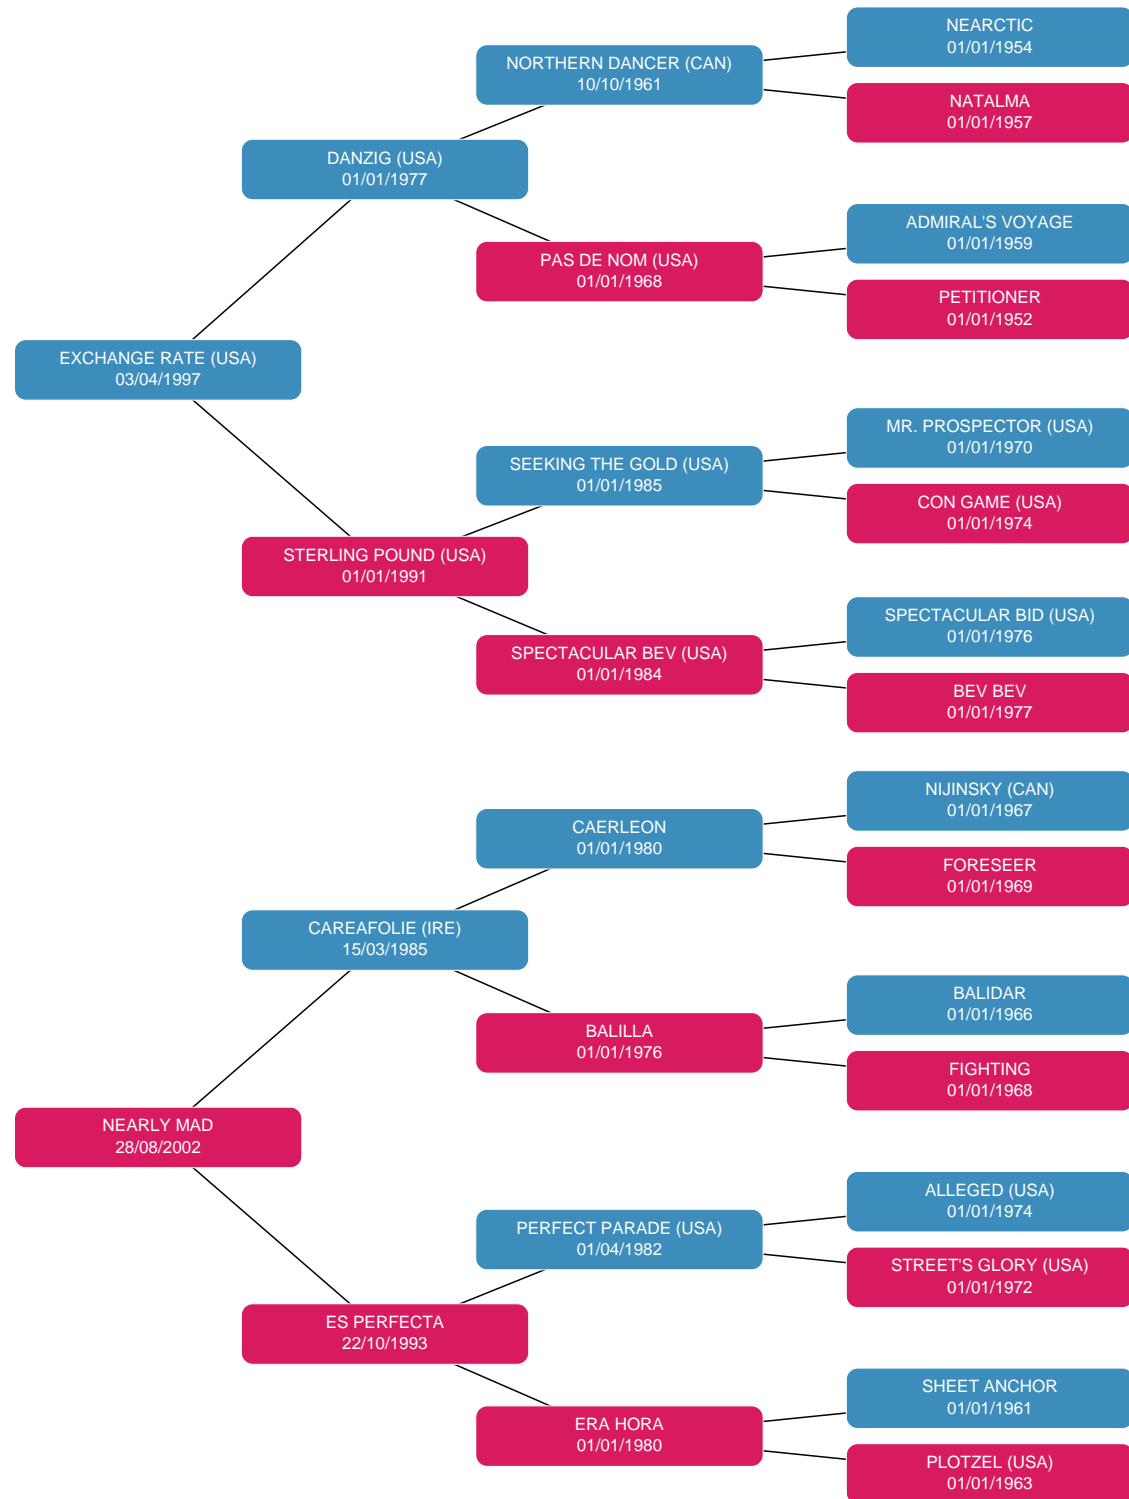 NEARCTIC
01/01/1954
NORTHERN DANCER (CAN)
10/10/1961
NATALMA
01/01/1957
DANZIG (USA)
01/01/1977
ADMIRAL'S VOYAGE
01/01/1959
PAS DE NOM (USA)
01/01/1968
PETITIONER
01/01/1952
EXCHANGE RATE (USA)
03/04/1997
MR. PROSPECTOR (USA)
01/01/1970
SEEKING THE GOLD (USA)
01/01/1985
CON GAME (USA)
01/01/1974
STERLING POUND (USA)
01/01/1991
SPECTACULAR BID (USA)
01/01/1976
SPECTACULAR BEV (USA)
01/01/1984
BEV BEV
01/01/1977
NIJINSKY (CAN)
01/01/1967
CAERLEON
01/01/1980
FORESEER
01/01/1969
CAREAFOLIE (IRE)
15/03/1985
BALIDAR
01/01/1966
BALILLA
01/01/1976
FIGHTING
01/01/1968
NEARLY MAD
28/08/2002
ALLEGED (USA)
01/01/1974
PERFECT PARADE (USA)
01/04/1982
STREET'S GLORY (USA)
01/01/1972
ES PERFECTA
22/10/1993
SHEET ANCHOR
01/01/1961
ERA HORA
01/01/1980
PLOTZEL (USA)
01/01/1963